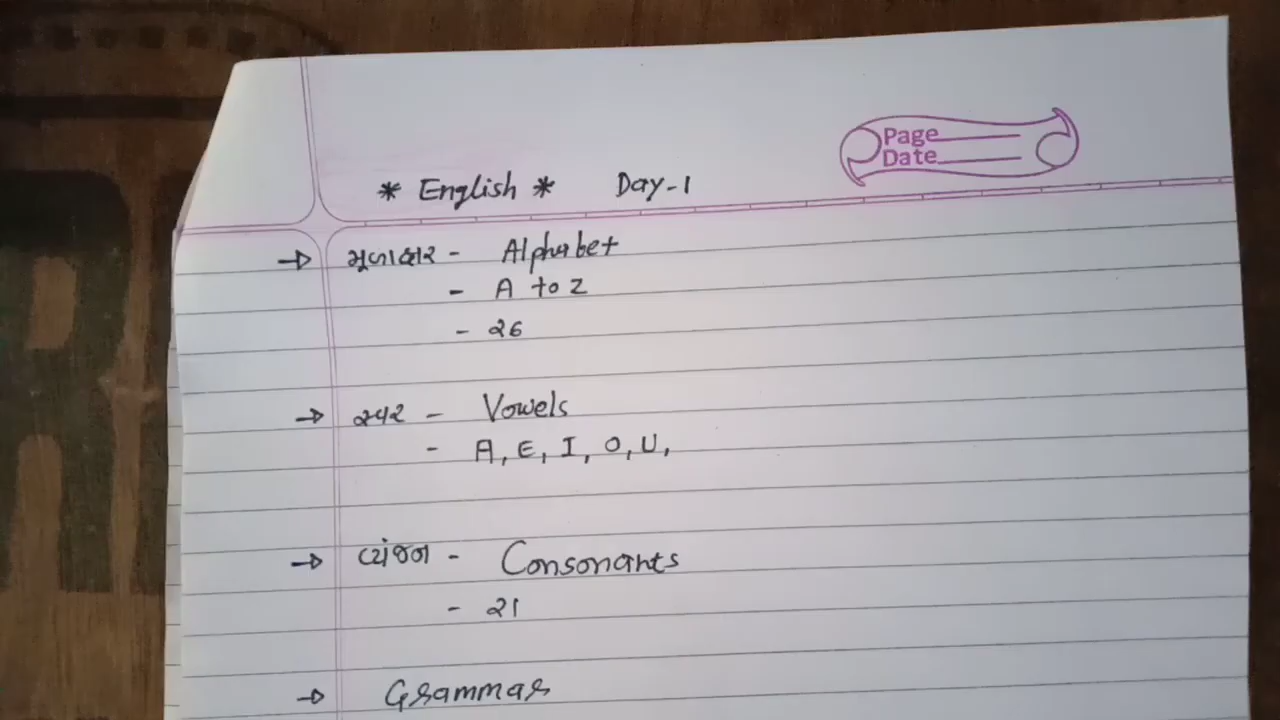 Page
Date
* English * Day-1
→ મૂળાક્ષર - Alphabet
- A to Z
- 26
→ સ્વર - Vowels
- A, E, I, O, U,
→ વ્યંજન - Consonants
- 21
→ Grammar